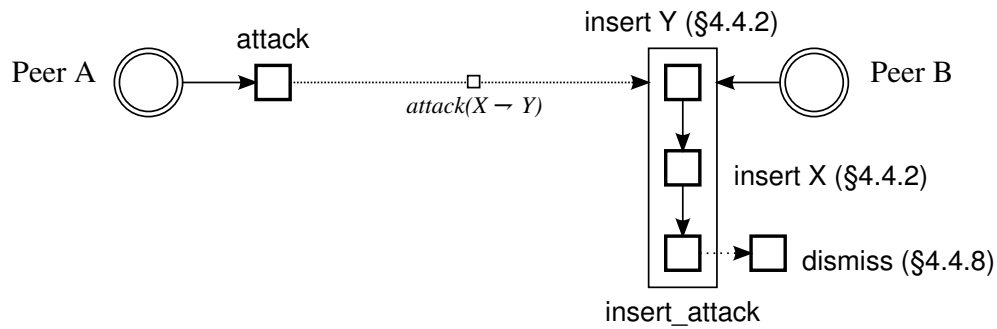 insert Y (§4.4.2)
attack
Peer A
Peer B
attack(X → Y)
insert X (§4.4.2)
dismiss (§4.4.8)
insert_attack